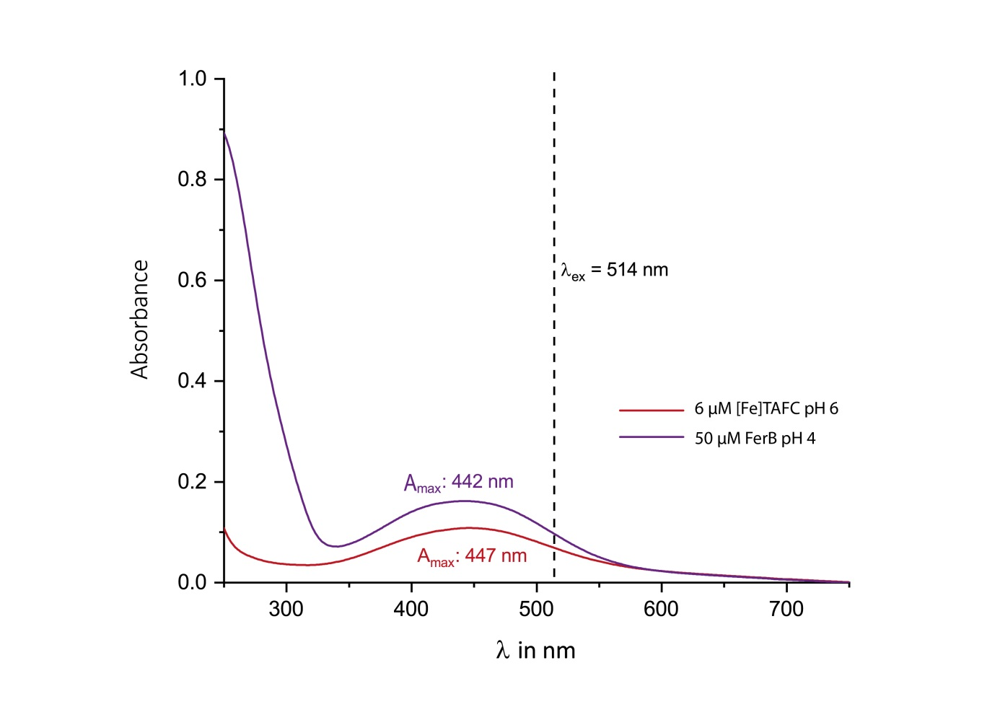 1.0
0.8
0.6
0.4
0.2
0.0
Absorbance
λex = 514 nm
6 µM [Fe]TAFC pH 6
50 µM FerB pH 4
Amax: 442 nm
Amax: 447 nm
300 400 500 600 700
λ in nm